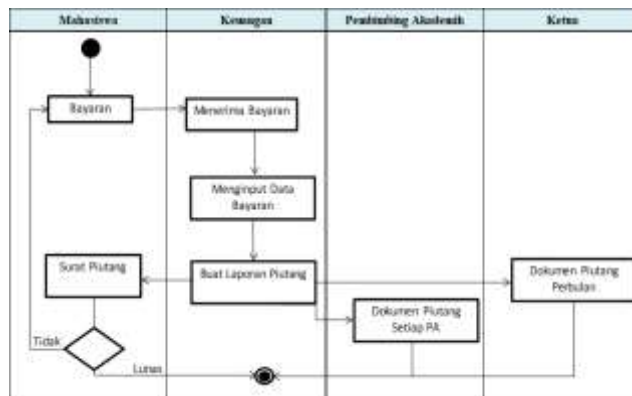 Mahasiswa
Keuangan
Pembimbing Akademik
Ketua
Bayaran
Menerima Bayaran
Menginput Data
Bayaran
Surat Piutang
Buat Laporan Piutang
Dokumen Piutang
Perbulan
Dokumen Piutang
Setiap PA
Tidak
Lunas